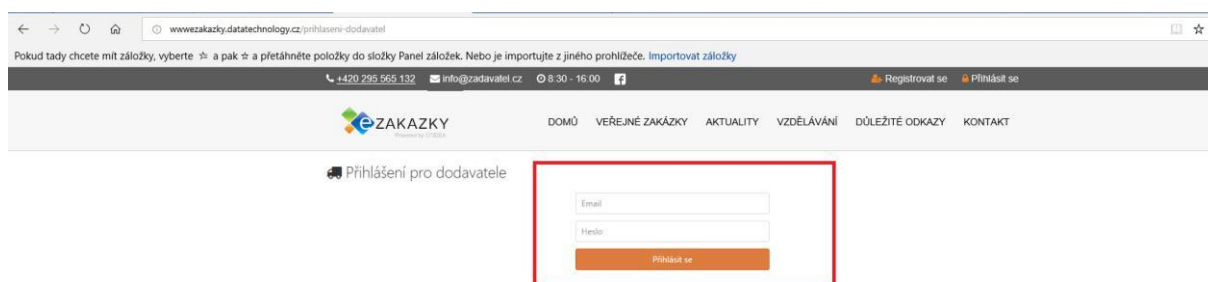 wwwezakazky.datatechnology.cz/prihlaseni-dodavatel
Pokud tady chcete mít záložky, vyberte a pak ☆ a přetáhněte položky do složky Panel záložek. Nebo je importujte z jiného prohlížeče. Importovat záložky
+420 295 565 132 info@zadavatel.cz 8:30 - 16:00 Registrovat se Přihlásit se
eZAKAZKY DOMŮ VEŘEJNÉ ZAKÁZKY AKTUALITY VZDĚLÁVÁNÍ DŮLEŽITÉ ODKAZY KONTAKT
Přihlášení pro dodavatele
Email
Heslo
Přihlásit se